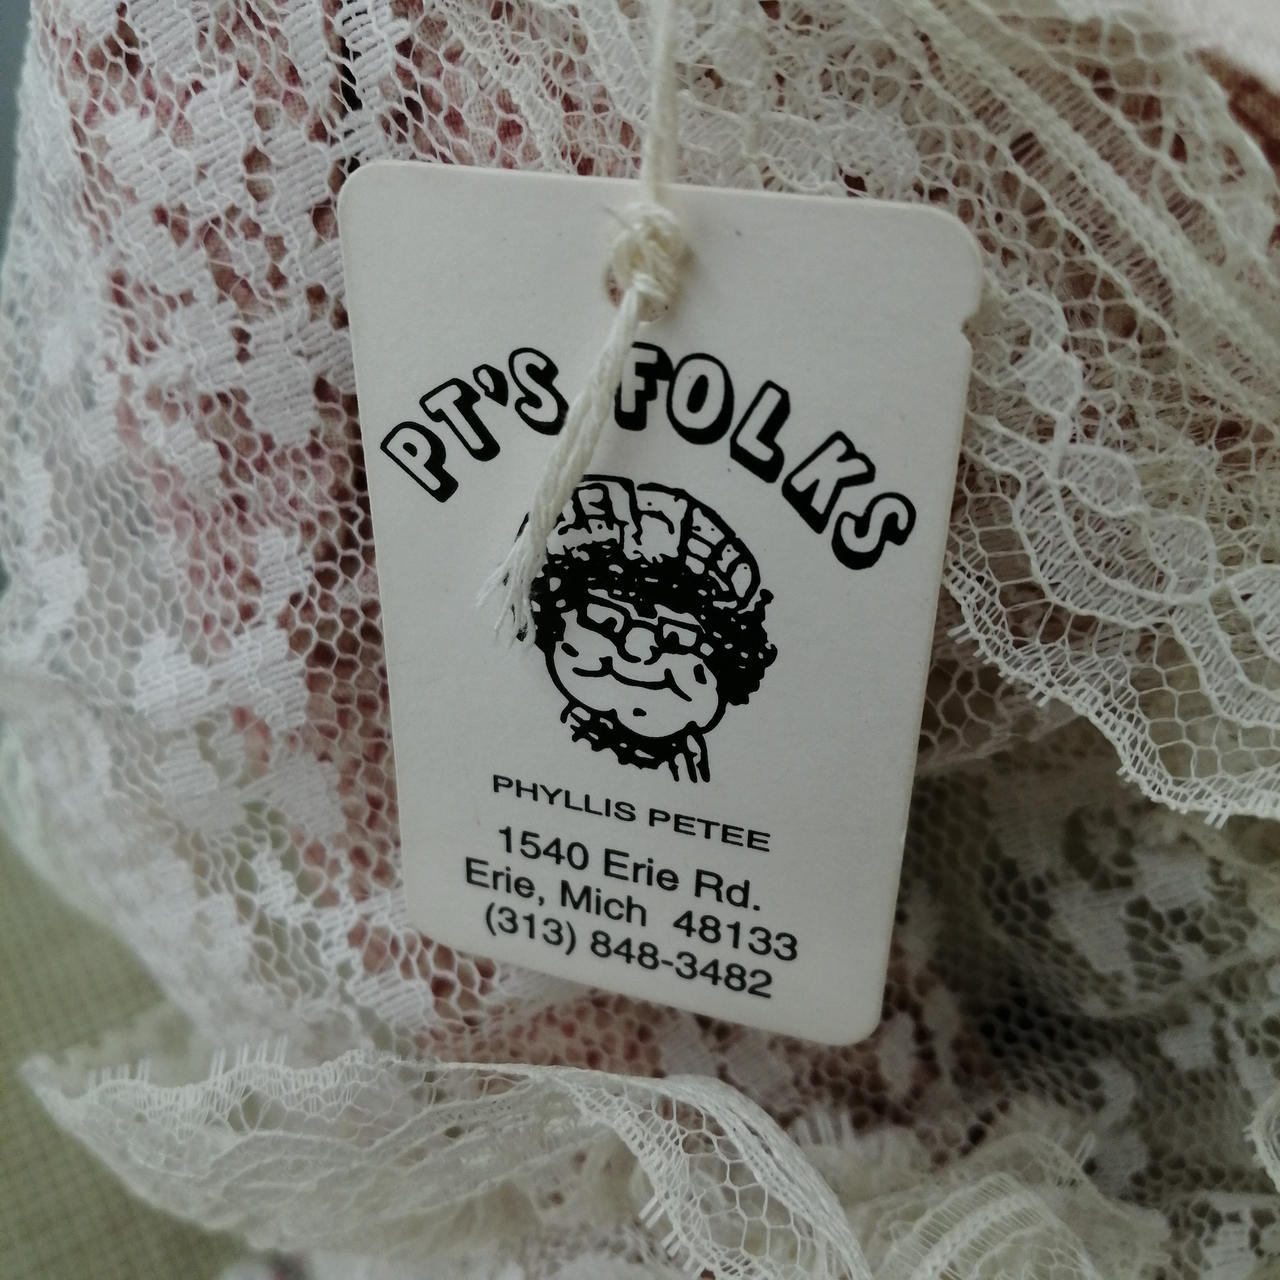 PT'S FOLKS
PHYLLIS PETEE
1540 Erie Rd.
Erie, Mich 48133
(313) 848-3482